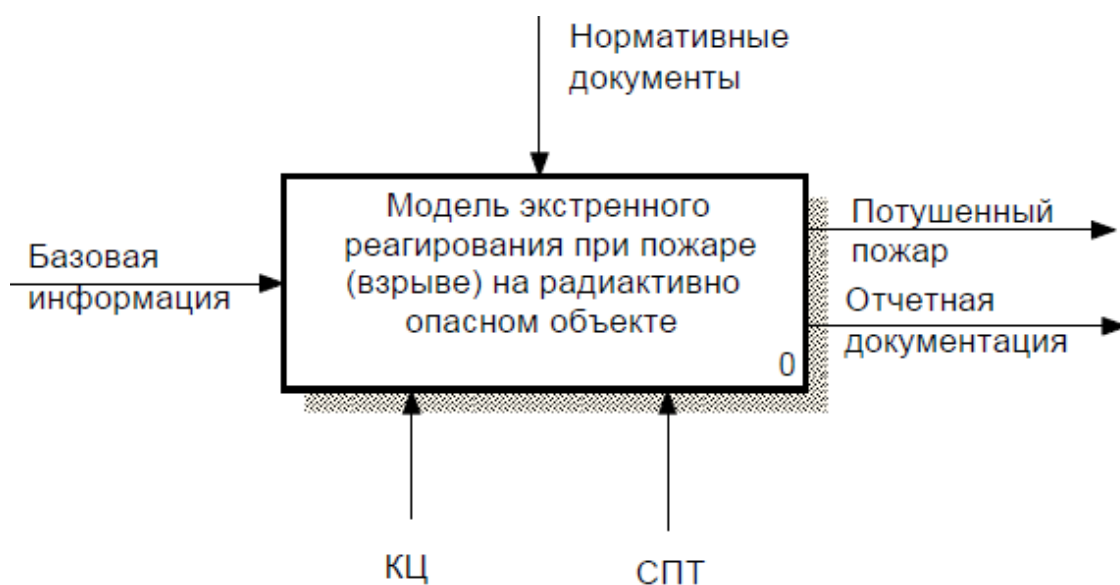 Нормативные
документы
Модель экстренного
реагирования при пожаре
(взрыве) на радиактивно
опасном объекте
0
Базовая
информация
Потушенный
пожар
Отчетная
документация
КЦ
СПТ